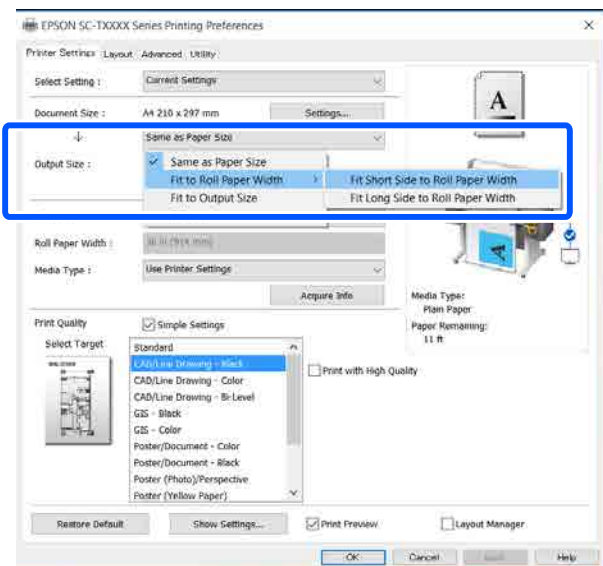 EPSON SC-TXXXX Series Printing Preferences
Printer Settings Layout Advanced Utility
Select Setting : Current Settings
Document Size : A4 210 x 297 mm Settings...
Same as Paper Size
Output Size :
Same as Paper Size
Fit to Roll Paper Width Fit Short Side to Roll Paper Width
Fit to Output Size Fit Long Side to Roll Paper Width
A
A
Roll Paper Width :
Media Type : Use Printer Settings
Acquire Info
Media Type:
Plain Paper
Paper Remaining:
11 ft
Print Quality Simple Settings
Select Target
Standard
CAD/Line Drawing - Black
CAD/Line Drawing - Color
CAD/Line Drawing - Bi-Level
GIS - Black
GIS - Color
Poster/Document - Color
Poster/Document - Black
Poster (Photo)/Perspective
Poster (Yellow Paper)
Print with High Quality
Restore Default Show Settings... Print Preview Layout Manager
OK Cancel Help